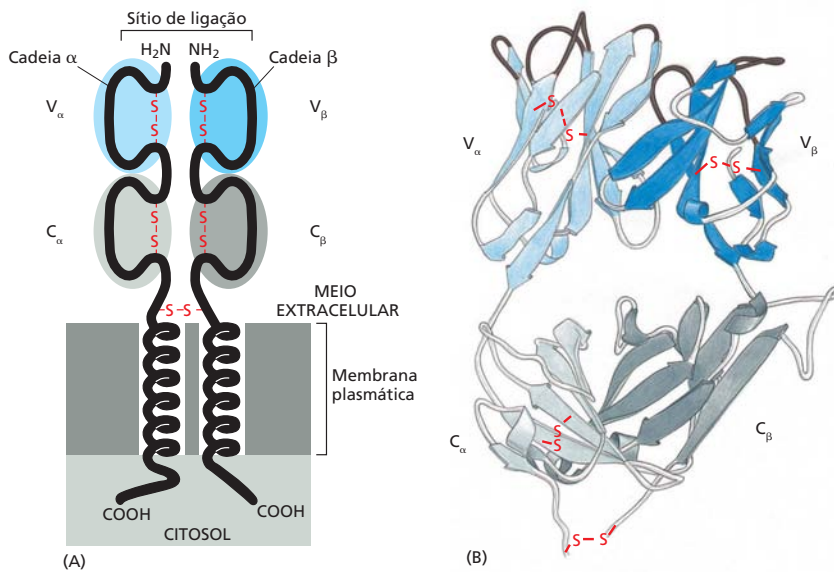 Sítio de ligação
H₂N NH₂
Cadeia α
Cadeia β
Vα
Vβ
S
S
S
S
Cα
Cβ
S
S
S
S
S S
MEIO
EXTRACELULAR
Membrana
plasmática
COOH
COOH
CITOSOL
(A)
Vα
Vβ
S
S
S S
Cα
Cβ
S
S
S S
(B)